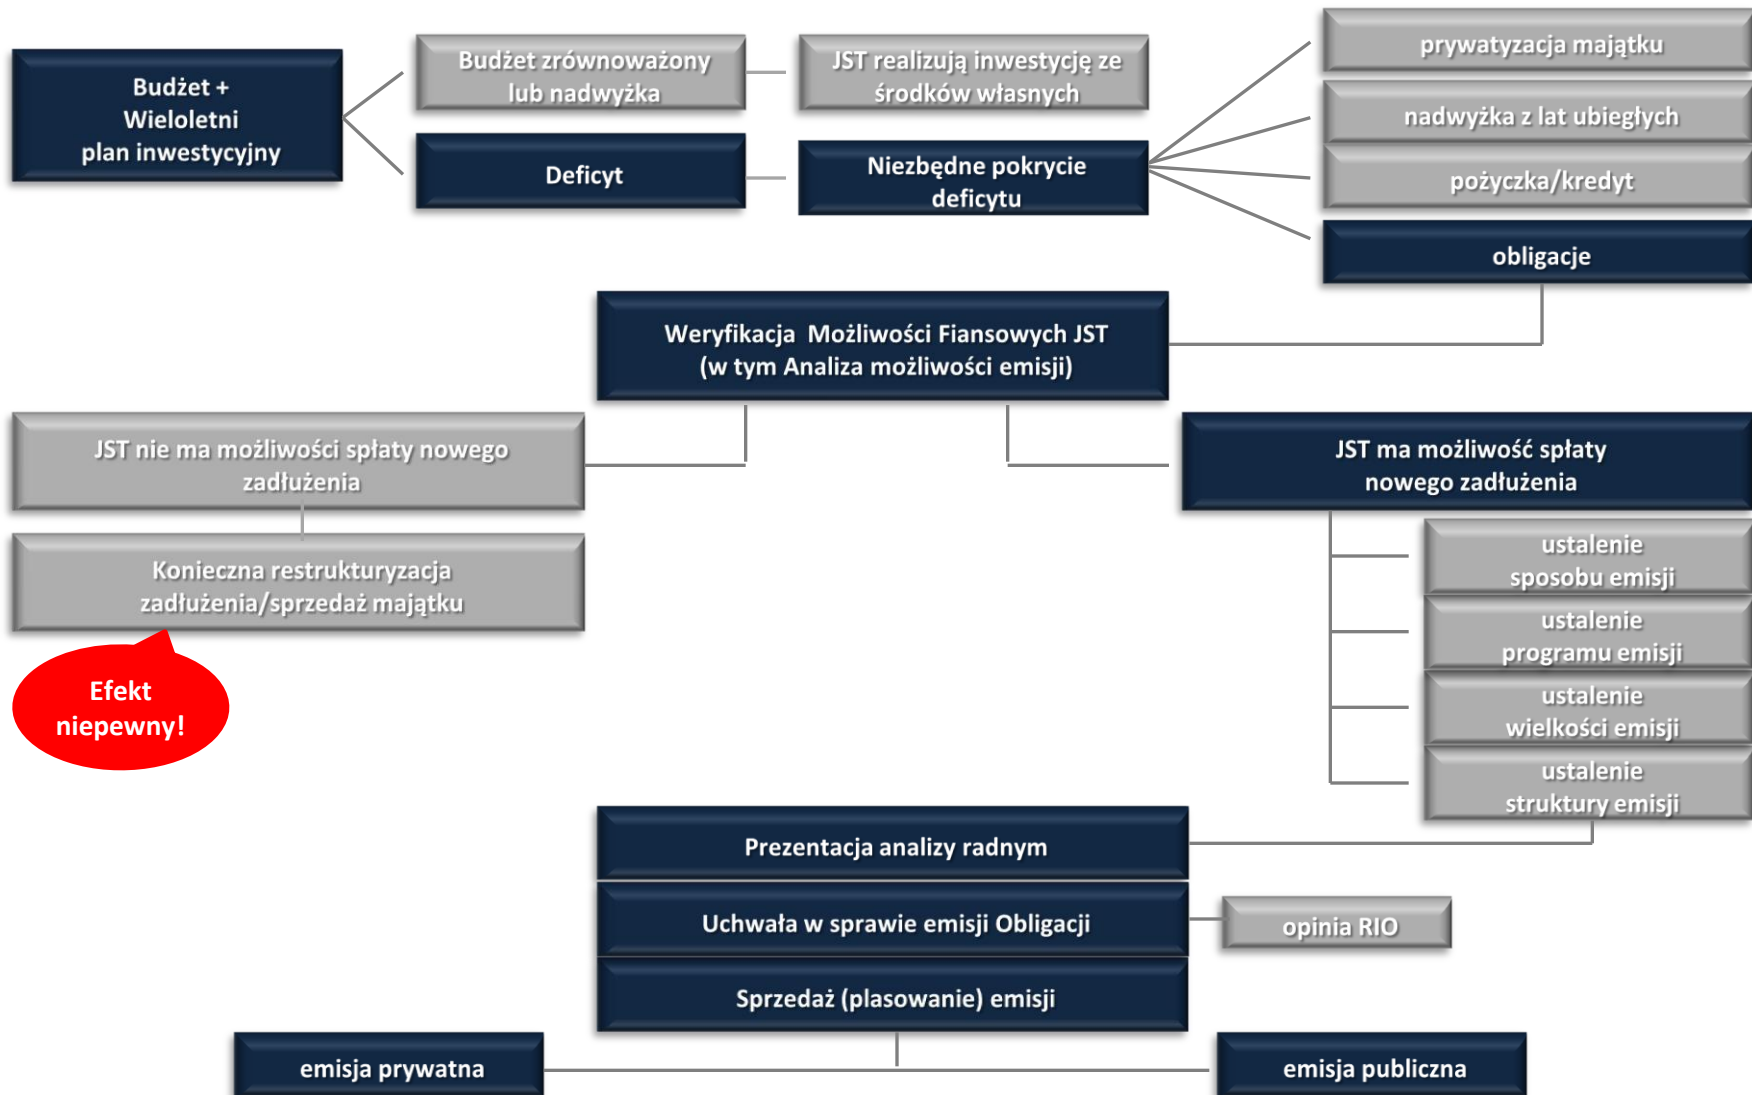 Budżet +
Wieloletni
plan inwestycyjny
Budżet zrównoważony
lub nadwyżka
JST realizują inwestycję ze
środków własnych
Deficyt
Niezbędne pokrycie
deficytu
prywatyzacja majątku
nadwyżka z lat ubiegłych
pożyczka/kredyt
obligacje
Weryfikacja Możliwości Fiansowych JST
(w tym Analiza możliwości emisji)
JST nie ma możliwości spłaty nowego
zadłużenia
Konieczna restrukturyzacja
zadłużenia/sprzedaż majątku
Efekt
niepewny!
JST ma możliwość spłaty
nowego zadłużenia
ustalenie
sposobu emisji
ustalenie
programu emisji
ustalenie
wielkości emisji
ustalenie
struktury emisji
Prezentacja analizy radnym
Uchwała w sprawie emisji Obligacji
opinia RIO
Sprzedaż (plasowanie) emisji
emisja prywatna
emisja publiczna